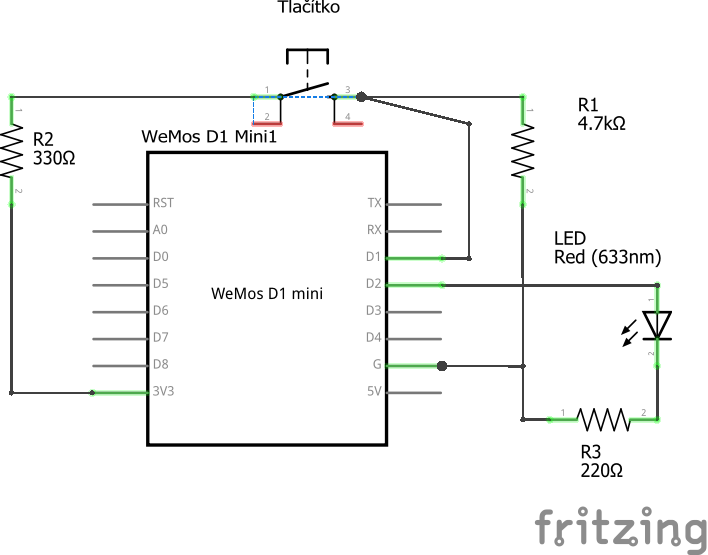 Tlačítko
1
3
2
4
1
R2
330Ω
2
WeMos D1 Mini1
1
R1
4.7kΩ
2
RST
A0
D0
D5
D6
D7
D8
3V3
WeMos D1 mini
TX
RX
D1
D2
D3
D4
G
5V
LED
Red (633nm)
1
2
1
2
R3
220Ω
fritzing